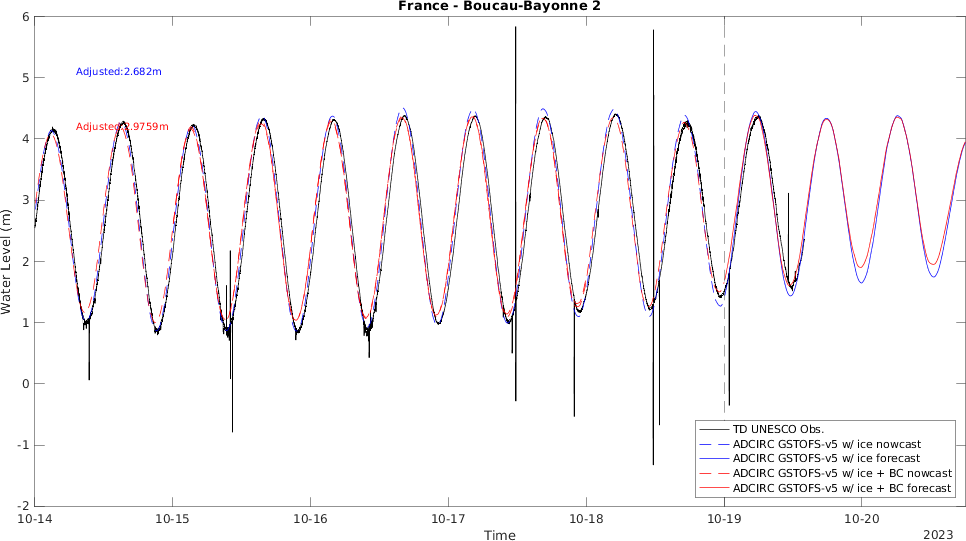 France - Boucau-Bayonne 2
6
5
4
3
2
1
0
-1
-2
Water Level (m)
Adjusted:2.682m
Adjusted:2.9759m
TD UNESCO Obs.
ADCIRC GSTOFS-v5 w/ ice nowcast
ADCIRC GSTOFS-v5 w/ ice forecast
ADCIRC GSTOFS-v5 w/ ice + BC nowcast
ADCIRC GSTOFS-v5 w/ ice + BC forecast
10-14 10-15 10-16 10-17 10-18 10-19 10-20
Time
2023